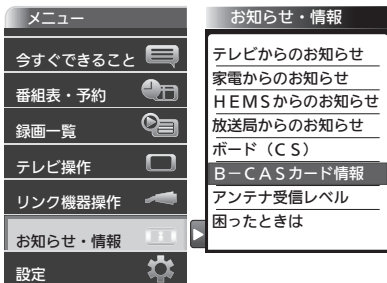 メニュー
今すぐできること
番組表・予約
録画一覧
テレビ操作
リンク機器操作
お知らせ・情報
設定
お知らせ・情報
テレビからのお知らせ
家電からのお知らせ
ＨＥＭＳからのお知らせ
放送局からのお知らせ
ボード（ＣＳ）
Ｂ－ＣＡＳカード情報
アンテナ受信レベル
困ったときは